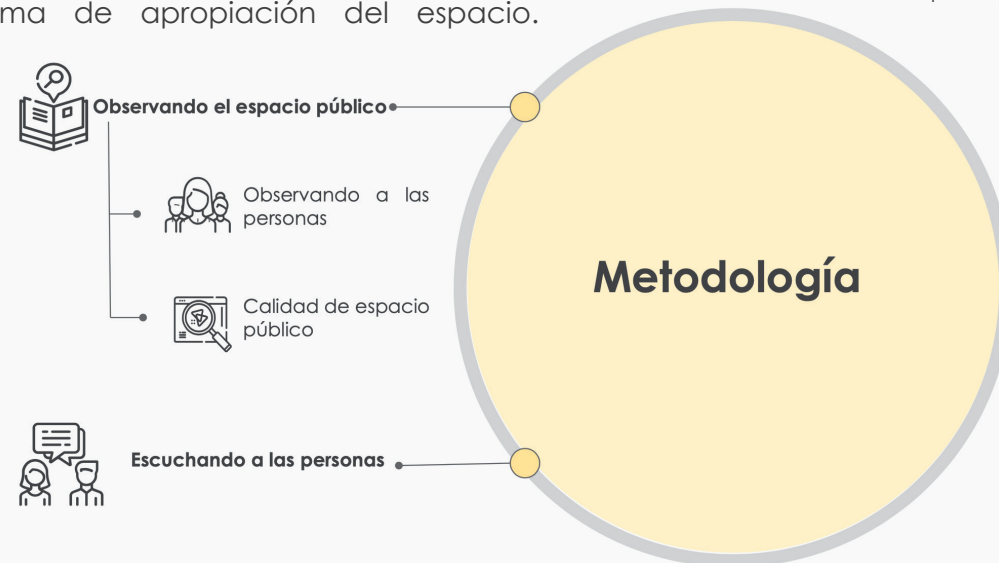 ma de apropiación del espacio.
Observando el espacio público
Observando a las
personas
Calidad de espacio
público
Metodología
Escuchando a las personas